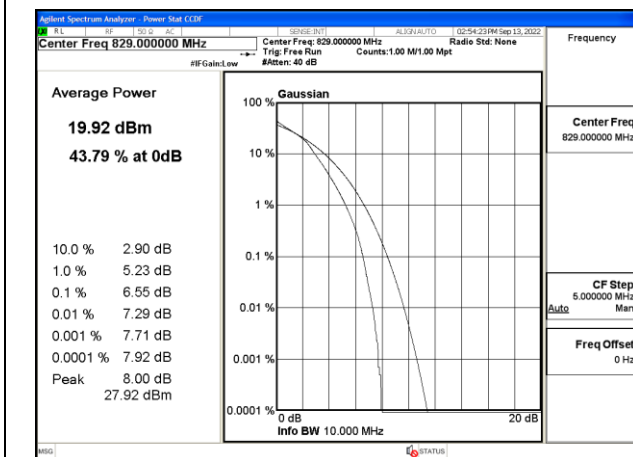 Agilent Spectrum Analyzer - Power Stat CCDF
RL RF 50 Ω AC SENSE:INT ALIGN AUTO 02:54:23 PM Sep 13, 2022
Center Freq 829.000000 MHz
Center Freq: 829.000000 MHz Radio Std: None
Trig: Free Run Counts:1.00 M/1.00 Mpt
#IFGain:Low #Atten: 40 dB
Frequency
Average Power
19.92 dBm
43.79 % at 0dB
10.0 % 2.90 dB
1.0 % 5.23 dB
0.1 % 6.55 dB
0.01 % 7.29 dB
0.001 % 7.71 dB
0.0001 % 7.92 dB
Peak 8.00 dB
27.92 dBm
Gaussian
100 %
10 %
1 %
0.1 %
0.01 %
0.001 %
0.0001 %
0 dB 20 dB
Info BW 10.000 MHz
Center Freq
829.000000 MHz
CF Step
5.000000 MHz
Auto Man
Freq Offset
0 Hz
MSG STATUS